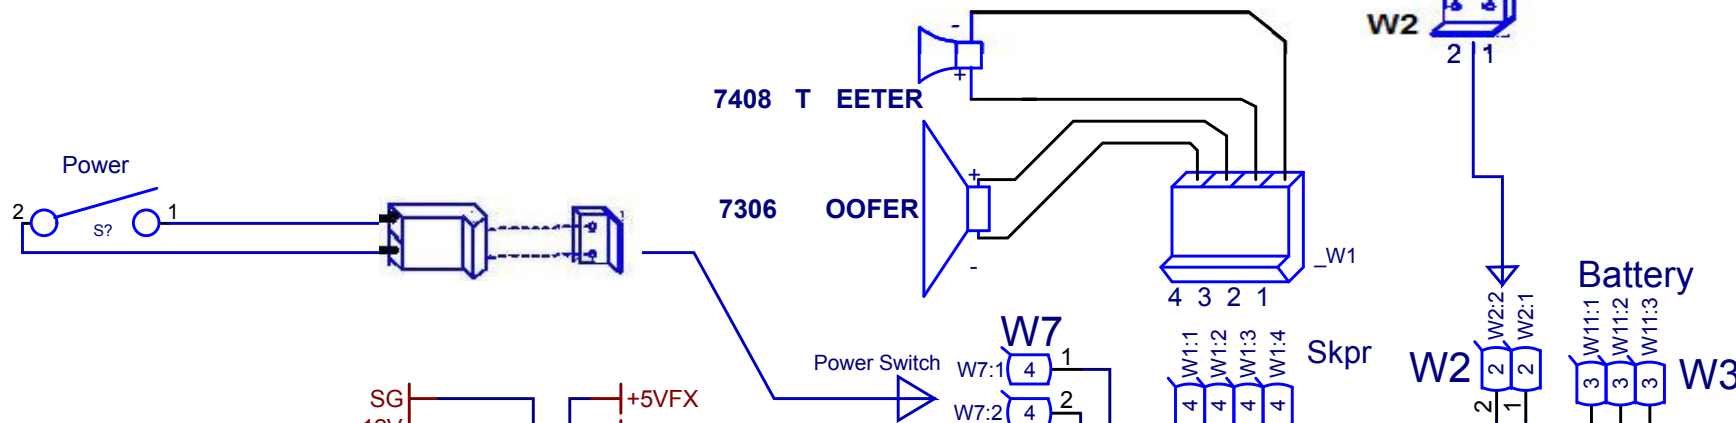 -
W2
2 1
+
7408 T EETER
Power
2
1
S?
+
7306 OOFER
-
_W1
4 3 2 1
Battery
W7
W1:1
W1:2
W1:3
W1:4
Skpr
W2:2
W2:1
W11:1
W11:2
W11:3
Power Switch
W7:1
4
1
W2
2
2
3
3
3
W3
SG
+5VFX
W7:2
4
2
4
4
4
4
2
1